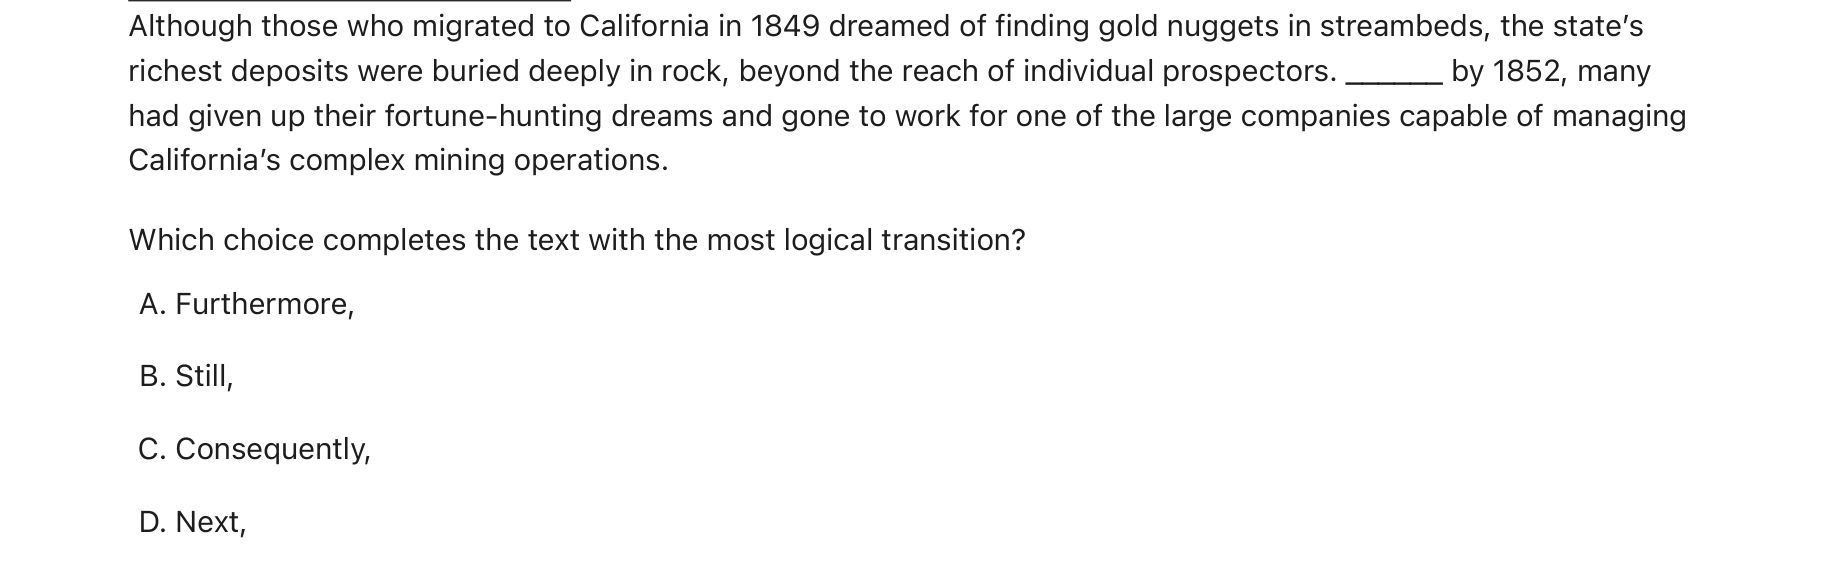 Although those who migrated to California in 1849 dreamed of finding gold nuggets in streambeds, the state’s
richest deposits were buried deeply in rock, beyond the reach of individual prospectors. ______ by 1852, many
had given up their fortune-hunting dreams and gone to work for one of the large companies capable of managing
California’s complex mining operations.
Which choice completes the text with the most logical transition?
A. Furthermore,
B. Still,
C. Consequently,
D. Next,